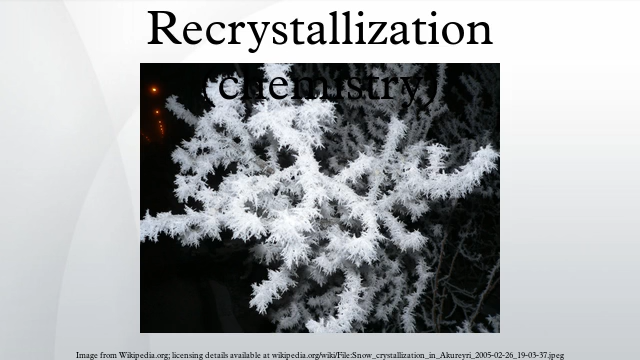 Recrystallization
(chemistry)
Image from Wikipedia.org; licensing details available at wikipedia.org/wiki/File:Snow_crystallization_in_Akureyri_2005-02-26_19-03-37.jpeg